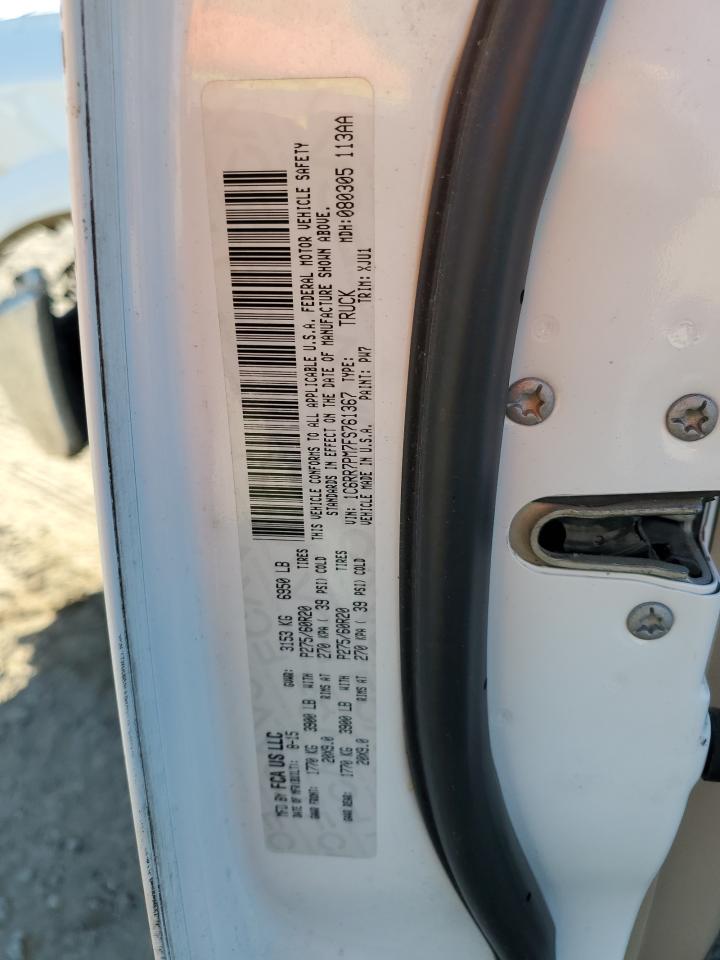 MFD BY FCA US LLC
DATE OF MFR(BUILT): 8-15 GVWR: 3153 KG 6950 LB
GAWR FRONT: 1770 KG 3900 LB WITH P275/60R20 TIRES
20X9.0 RIMS AT 270 KPA ( 39 PSI) COLD
GAWR REAR: 1770 KG 3900 LB WITH P275/60R20 TIRES
20X9.0 RIMS AT 270 KPA ( 39 PSI) COLD
THIS VEHICLE CONFORMS TO ALL APPLICABLE U.S.A. FEDERAL MOTOR VEHICLE SAFETY
STANDARDS IN EFFECT ON THE DATE OF MANUFACTURE SHOWN ABOVE.
VIN: 1C6RR7PM7FS761367 TYPE: TRUCK MDH:080305 113AA
VEHICLE MADE IN U.S.A. PAINT: PW7 TRIM: XJU1